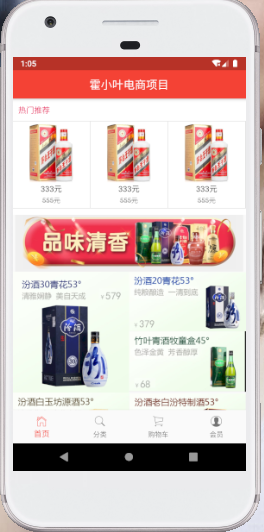 1:05
霍小叶电商项目
热门推荐
333元 333元 333元
555元 555元 555元
品味清香
汾酒30青花53°
清雅绵静 美自天成 ¥579
汾酒20青花53°
纯粮酿造 一清到底
¥379
竹叶青酒牧童盒45°
色泽金黄 芳香醇厚
¥68
汾酒白玉坊源酒53°
汾酒老白汾特制酒53°
首页 分类 购物车 会员